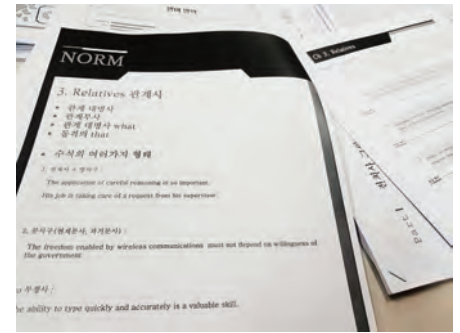 NORM
3. Relatives 관계사
• 관계 대명사
• 관계부사
• 관계 대명사 what
• 동격의 that
• 수식의 여러가지 형태
The application of careful reasoning is so important.
His job is taking care of a request from his supervisor.
2. 분사구(현재분사, 과거분사) :
The freedom enabled by wireless communications must not depend on willingness of
the government.
to 부정사 :
he ability to type quickly and accurately is a valuable skill.
Ch 3. Relatives
Part 1